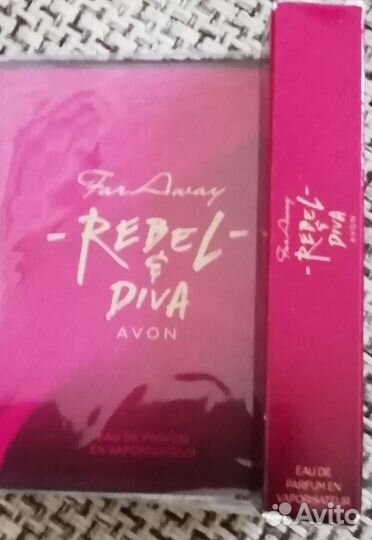 Far Away
-REBEL-
&
DIVA
AVON
EAU DE PARFUM
EN VAPORISATEUR
Far Away
-REBEL-
&
DIVA
AVON
EAU DE
PARFUM EN
VAPORISATEUR
Avito